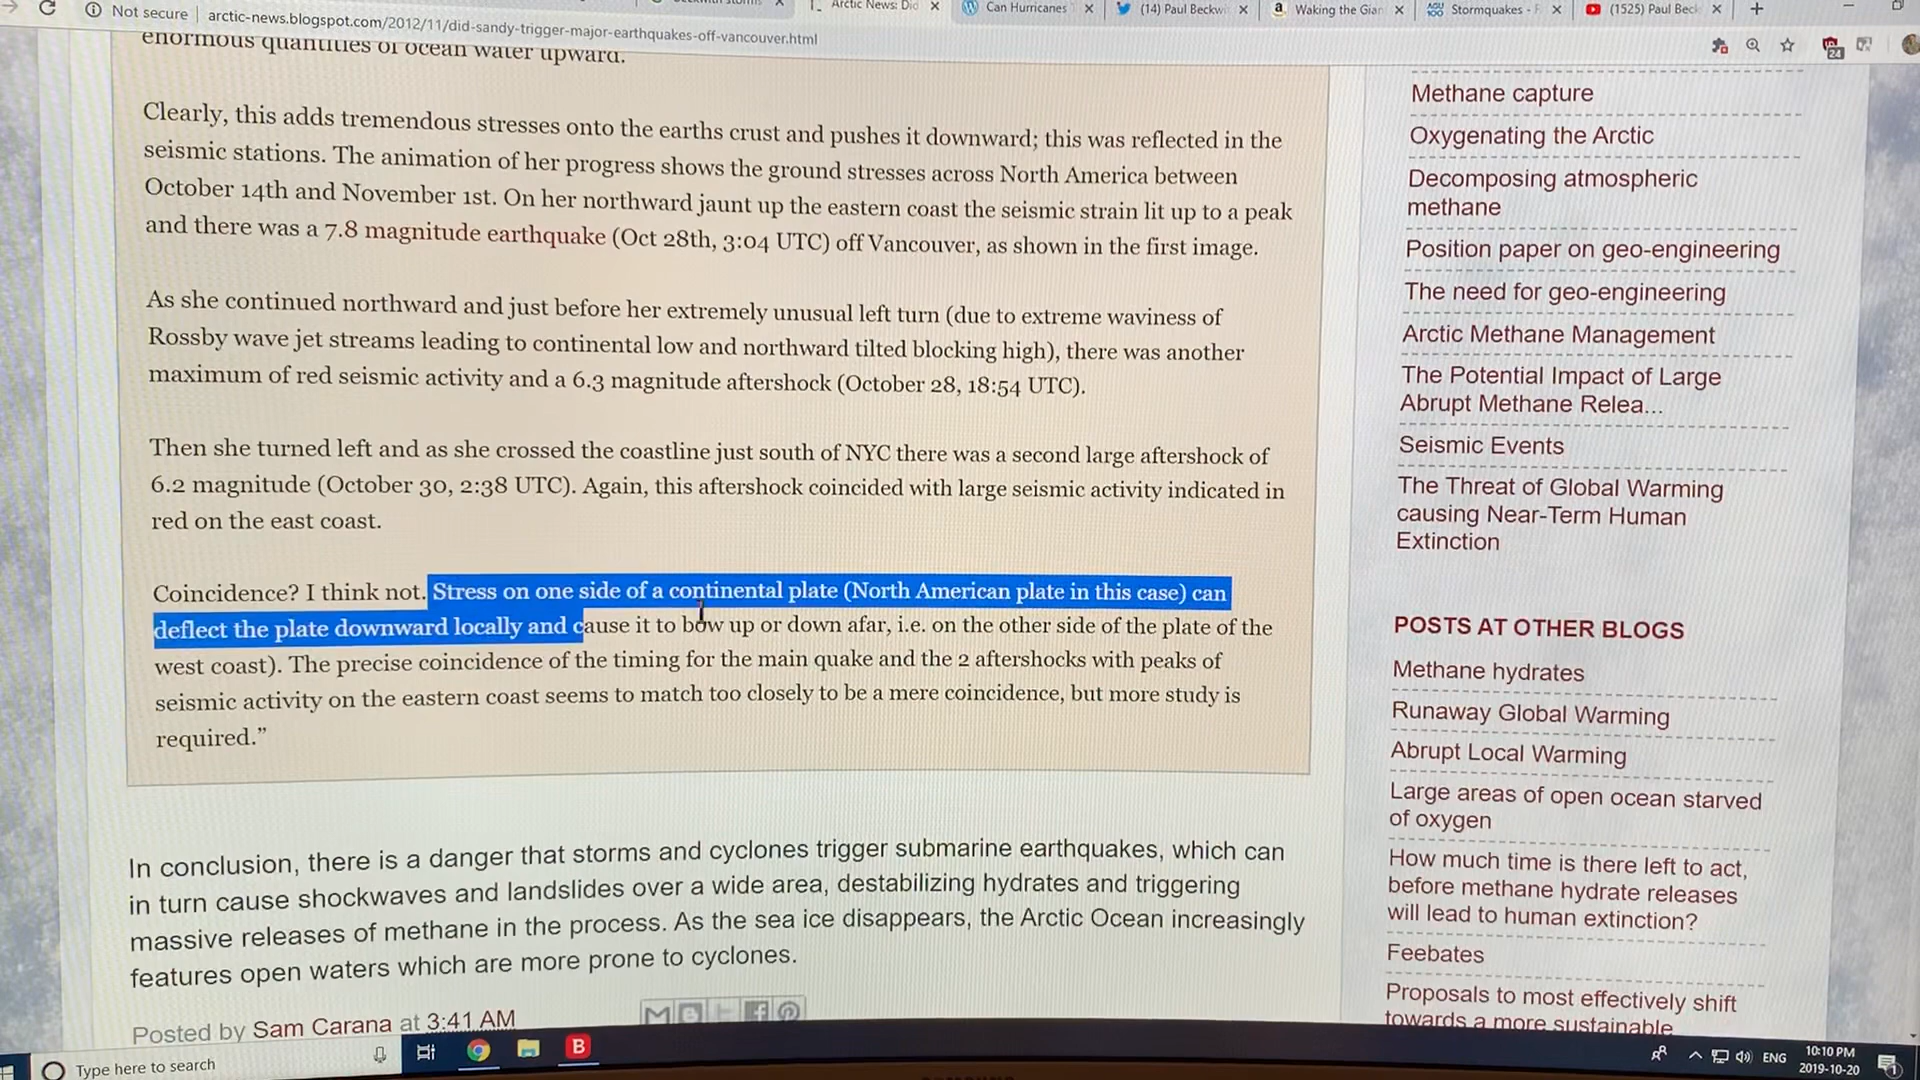 Arctic News: Did
Can Hurricanes
(14) Paul Beckwi
Waking the Gian
Stormquakes -
(1525) Paul Beck
Not secure | arctic-news.blogspot.com/2012/11/did-sandy-trigger-major-earthquakes-off-vancouver.html
24
enormous quantities of ocean water upward.
Clearly, this adds tremendous stresses onto the earths crust and pushes it downward; this was reflected in the
seismic stations. The animation of her progress shows the ground stresses across North America between
October 14th and November 1st. On her northward jaunt up the eastern coast the seismic strain lit up to a peak
and there was a 7.8 magnitude earthquake (Oct 28th, 3:04 UTC) off Vancouver, as shown in the first image.
As she continued northward and just before her extremely unusual left turn (due to extreme waviness of
Rossby wave jet streams leading to continental low and northward tilted blocking high), there was another
maximum of red seismic activity and a 6.3 magnitude aftershock (October 28, 18:54 UTC).
Then she turned left and as she crossed the coastline just south of NYC there was a second large aftershock of
6.2 magnitude (October 30, 2:38 UTC). Again, this aftershock coincided with large seismic activity indicated in
red on the east coast.
Coincidence? I think not. Stress on one side of a continental plate (North American plate in this case) can
deflect the plate downward locally and cause it to bow up or down afar, i.e. on the other side of the plate of the
west coast). The precise coincidence of the timing for the main quake and the 2 aftershocks with peaks of
seismic activity on the eastern coast seems to match too closely to be a mere coincidence, but more study is
required.”
In conclusion, there is a danger that storms and cyclones trigger submarine earthquakes, which can
in turn cause shockwaves and landslides over a wide area, destabilizing hydrates and triggering
massive releases of methane in the process. As the sea ice disappears, the Arctic Ocean increasingly
features open waters which are more prone to cyclones.
Posted by Sam Carana at 3:41 AM
Methane capture
Oxygenating the Arctic
Decomposing atmospheric
methane
Position paper on geo-engineering
The need for geo-engineering
Arctic Methane Management
The Potential Impact of Large
Abrupt Methane Relea...
Seismic Events
The Threat of Global Warming
causing Near-Term Human
Extinction
POSTS AT OTHER BLOGS
Methane hydrates
Runaway Global Warming
Abrupt Local Warming
Large areas of open ocean starved
of oxygen
How much time is there left to act,
before methane hydrate releases
will lead to human extinction?
Feebates
Proposals to most effectively shift
towards a more sustainable
Type here to search
B
ENG
10:10 PM
2019-10-20
1